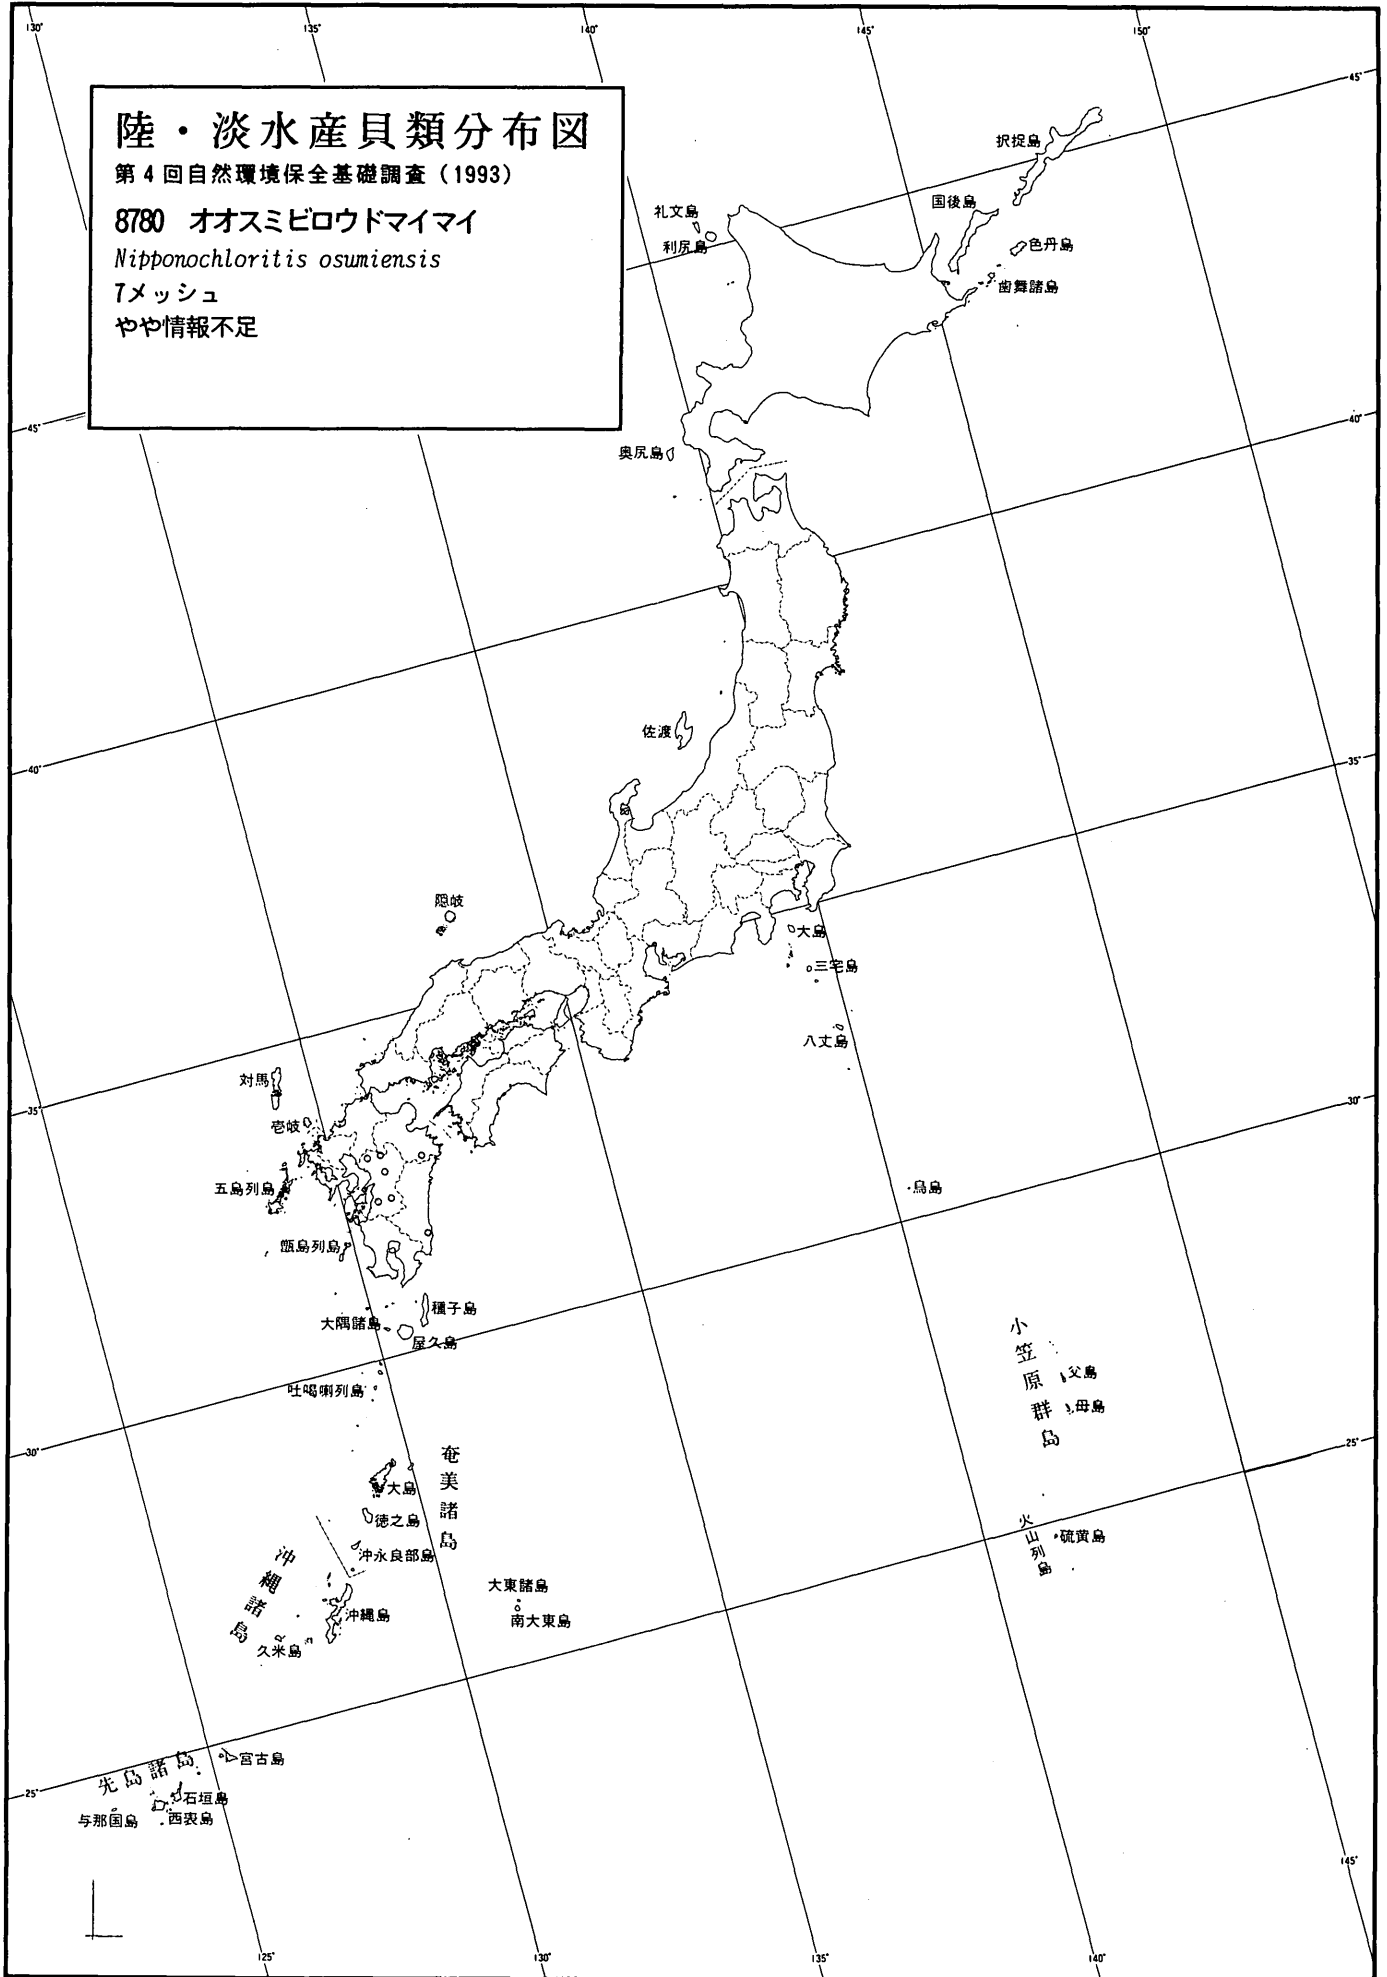 130°
135°
140°
145°
150°
陸・淡水産貝類分布図
第4回自然環境保全基礎調査（1993）
8780 オオスミビロウドマイマイ
Nipponochloritis osumiensis
7メッシュ
やや情報不足
45°
択捉島
国後島
礼文島
利尻島
色丹島
歯舞諸島
45°
40°
奥尻島
佐渡
40°
35°
隠岐
大島
三宅島
八丈島
対馬
35°
壱岐
30°
五島列島
鳥島
甑島列島
種子島
大隅諸島
屋久島
吐噶喇列島
小笠原群島
父島
母島
30°
25°
奄美諸島
大島
徳之島
沖永良部島
火山列島
硫黄島
沖縄諸島
大東諸島
南大東島
沖縄島
久米島
先島諸島
宮古島
25°
石垣島
与那国島
西表島
145°
125°
130°
135°
140°